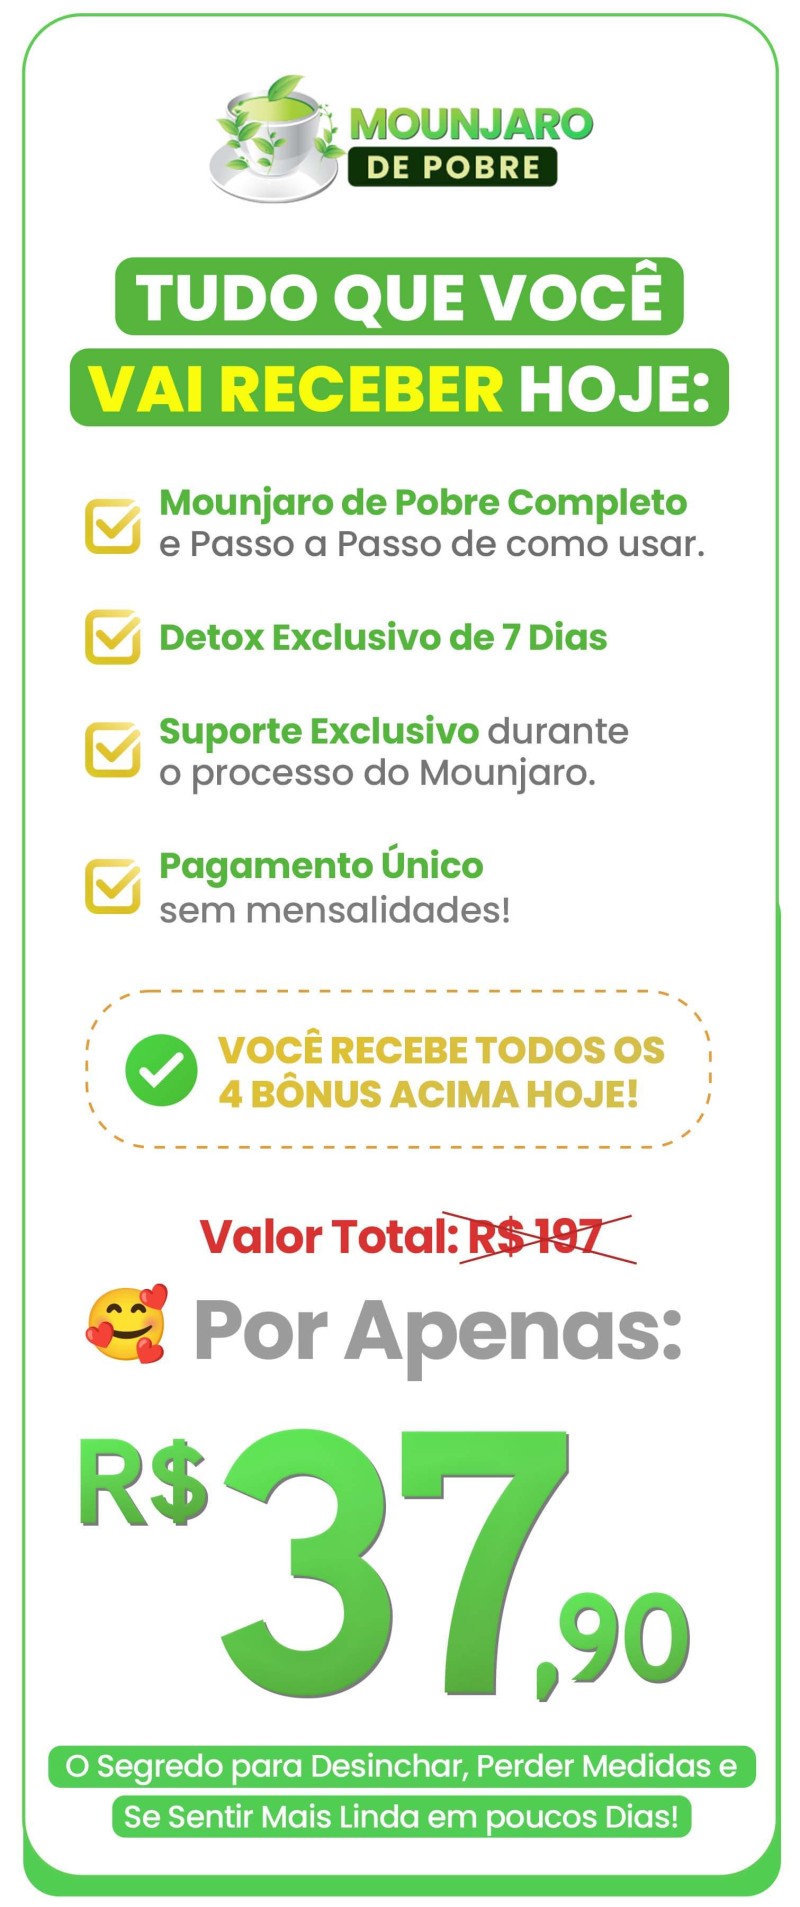 MOUNJARO
DE POBRE
TUDO QUE VOCÊ
VAI RECEBER HOJE:
Mounjaro de Pobre Completo
e Passo a Passo de como usar.
Detox Exclusivo de 7 Dias
Suporte Exclusivo durante
o processo do Mounjaro.
Pagamento Único
sem mensalidades!
VOCÊ RECEBE TODOS OS
4 BÔNUS ACIMA HOJE!
Valor Total: R$ 197
Por Apenas:
R$ 37,90
O Segredo para Desinchar, Perder Medidas e
Se Sentir Mais Linda em poucos Dias!